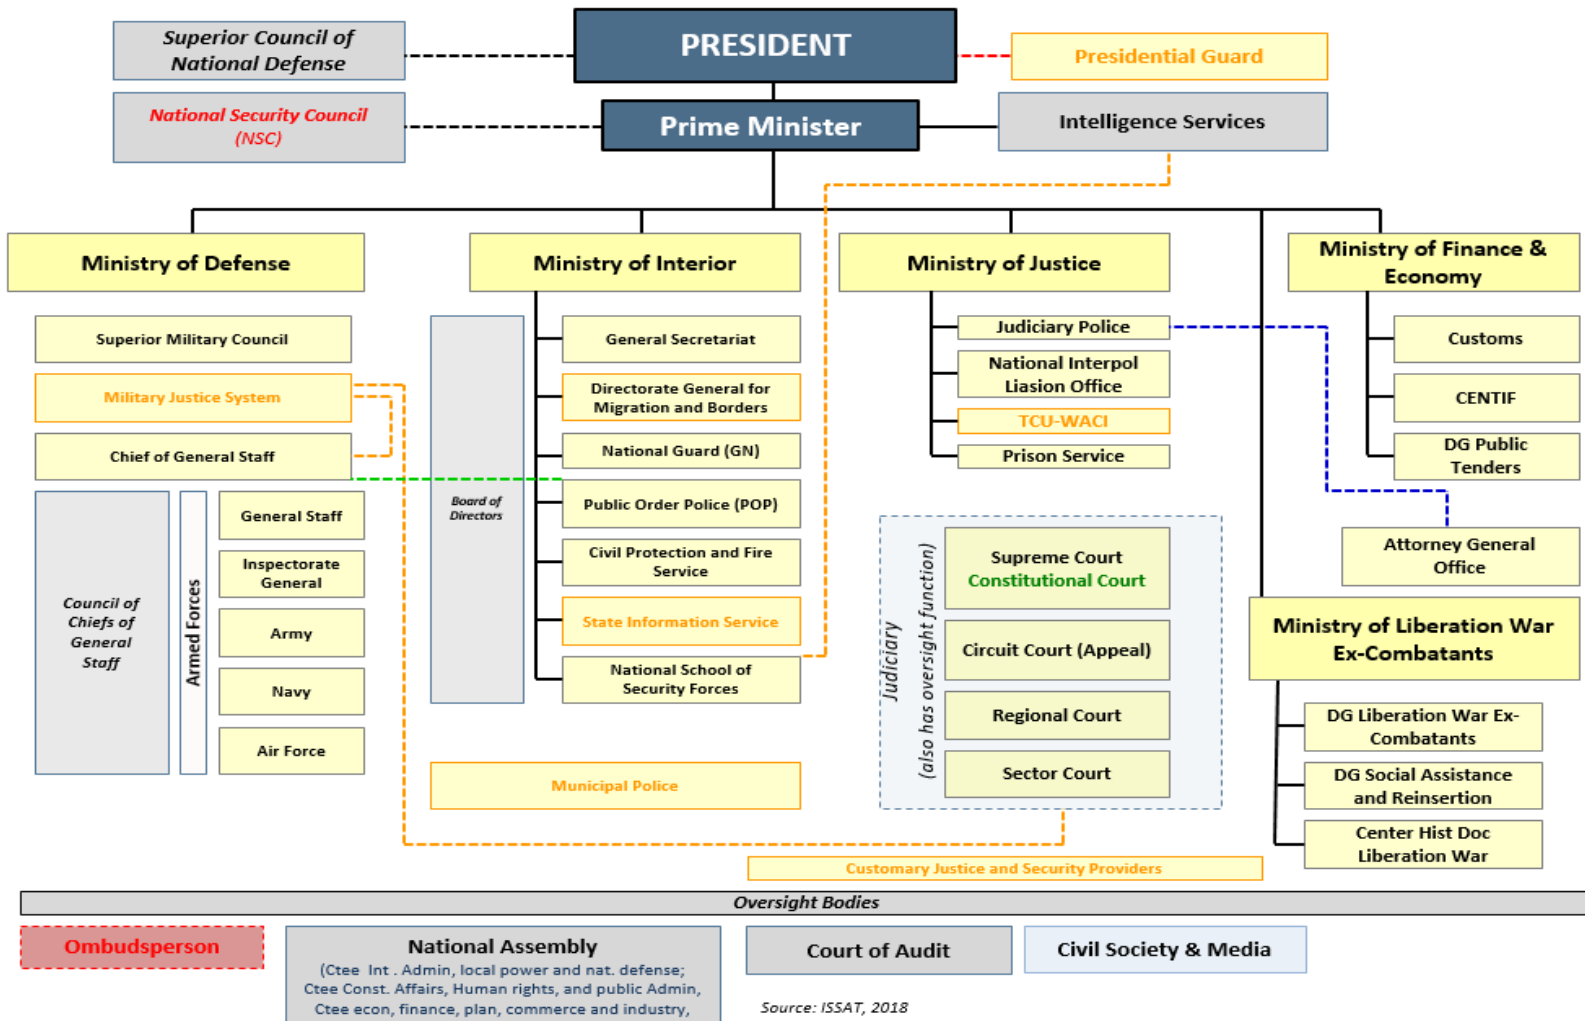 Superior Council of
National Defense
PRESIDENT
Presidential Guard
National Security Council
(NSC)
Prime Minister
Intelligence Services
Ministry of Defense
Superior Military Council
Military Justice System
Chief of General Staff
Council of
Chiefs of
General
Staff
Armed Forces
General Staff
Inspectorate
General
Army
Navy
Air Force
Ministry of Interior
Board of
Directors
General Secretariat
Directorate General for
Migration and Borders
National Guard (GN)
Public Order Police (POP)
Civil Protection and Fire
Service
State Information Service
National School of
Security Forces
Municipal Police
Ministry of Justice
Judiciary Police
National Interpol
Liasion Office
TCU-WACI
Prison Service
Judiciary
(also has oversight function)
Supreme Court
Constitutional Court
Circuit Court (Appeal)
Regional Court
Sector Court
Ministry of Finance &
Economy
Customs
CENTIF
DG Public
Tenders
Attorney General
Office
Ministry of Liberation War
Ex-Combatants
DG Liberation War Ex-
Combatants
DG Social Assistance
and Reinsertion
Center Hist Doc
Liberation War
Customary Justice and Security Providers
Oversight Bodies
Ombudsperson
National Assembly
(Ctee Int . Admin, local power and nat. defense;
Ctee Const. Affairs, Human rights, and public Admin,
Ctee econ, finance, plan, commerce and industry,
Court of Audit
Civil Society & Media
Source: ISSAT, 2018